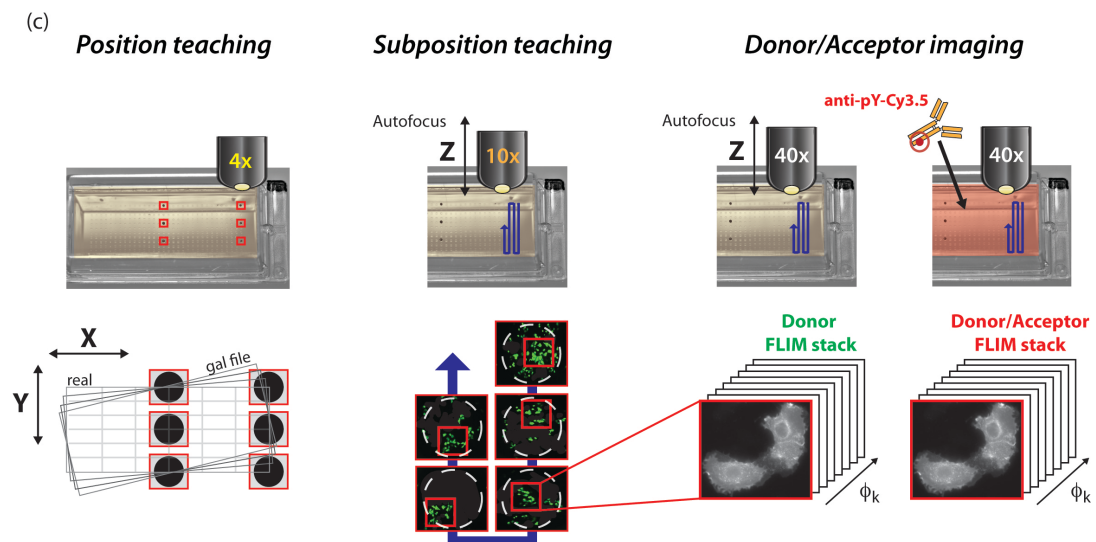 (c)
Position teaching
Subposition teaching
Donor/Acceptor imaging
4x
Autofocus
Z
10x
Autofocus
Z
40x
anti-pY-Cy3.5
40x
X
Y
real
gal file
Donor
FLIM stack
ϕk
Donor/Acceptor
FLIM stack
ϕk